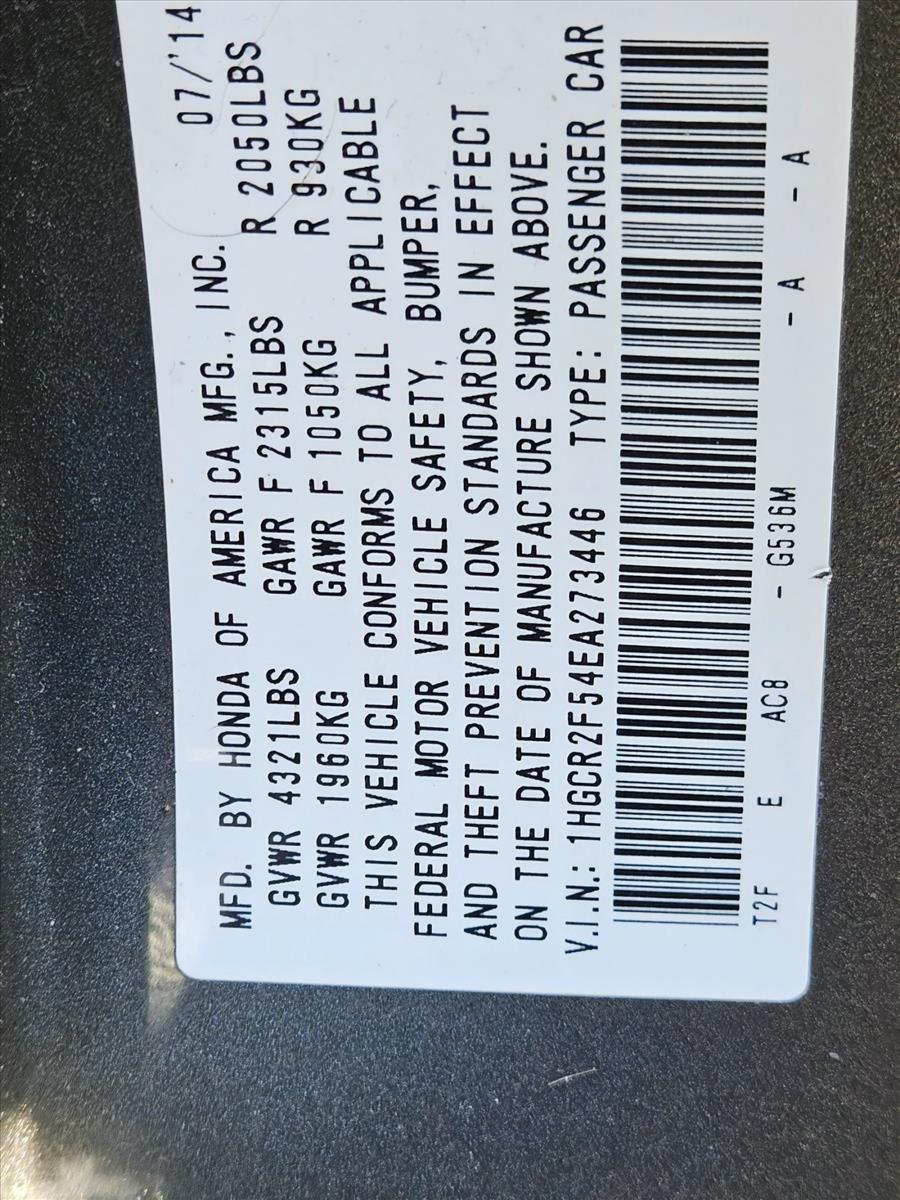 MFD. BY HONDA OF AMERICA MFG., INC. 07/'14
GVWR 4321LBS GAWR F 2315LBS R 2050LBS
GVWR 1960KG GAWR F 1050KG R 930KG
THIS VEHICLE CONFORMS TO ALL APPLICABLE
FEDERAL MOTOR VEHICLE SAFETY, BUMPER,
AND THEFT PREVENTION STANDARDS IN EFFECT
ON THE DATE OF MANUFACTURE SHOWN ABOVE.
V.I.N.: 1HGCR2F54EA273446 TYPE: PASSENGER CAR
T2F E AC8 - G536M - A - A